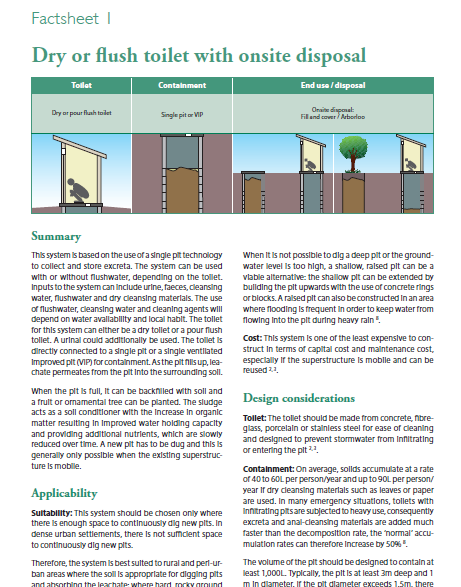 Factsheet 1
Dry or flush toilet with onsite disposal
Toilet
Containment
End use / disposal
Dry or pour flush toilet
Single pit or VIP
Onsite disposal:
Fill and cover / Arborloo
Summary
This system is based on the use of a single pit technology
to collect and store excreta. The system can be used
with or without flushwater, depending on the toilet.
Inputs to the system can include urine, faeces, cleansing
water, flushwater and dry cleansing materials. The use
of flushwater, cleansing water and cleaning agents will
depend on water availability and local habit. The toilet
for this system can either be a dry toilet or a pour flush
toilet. A urinal could additionally be used. The toilet is
directly connected to a single pit or a single ventilated
improved pit (VIP) for containment. As the pit fills up, lea-
chate permeates from the pit into the surrounding soil.
When the pit is full, it can be backfilled with soil and
a fruit or ornamental tree can be planted. The sludge
acts as a soil conditioner with the increase in organic
matter resulting in improved water holding capacity
and providing additional nutrients, which are slowly
reduced over time. A new pit has to be dug and this is
generally only possible when the existing superstruc-
ture is mobile.
Applicability
Suitability: This system should be chosen only where
there is enough space to continuously dig new pits. In
dense urban settlements, there is not sufficient space
to continuously dig new pits.
Therefore, the system is best suited to rural and peri-ur-
ban areas where the soil is appropriate for digging pits
and absorbing the leachate; where hard, rocky ground
When it is not possible to dig a deep pit or the ground-
water level is too high, a shallow, raised pit can be a
viable alternative: the shallow pit can be extended by
building the pit upwards with the use of concrete rings
or blocks. A raised pit can also be constructed in an area
where flooding is frequent in order to keep water from
flowing into the pit during heavy rain 8.
Cost: This system is one of the least expensive to con-
struct in terms of capital cost and maintenance cost,
especially if the superstructure is mobile and can be
reused 2,3.
Design considerations
Toilet: The toilet should be made from concrete, fibre-
glass, porcelain or stainless steel for ease of cleaning
and designed to prevent stormwater from infiltrating
or entering the pit 2,3.
Containment: On average, solids accumulate at a rate
of 40 to 60L per person/year and up to 90L per person/
year if dry cleansing materials such as leaves or paper
are used. In many emergency situations, toilets with
infiltrating pits are subjected to heavy use, consequently
excreta and anal-cleansing materials are added much
faster than the decomposition rate, the 'normal' accu-
mulation rates can therefore increase by 50% 8.
The volume of the pit should be designed to contain at
least 1,000L. Typically, the pit is at least 3m deep and 1
m in diameter. If the pit diameter exceeds 1.5m, there